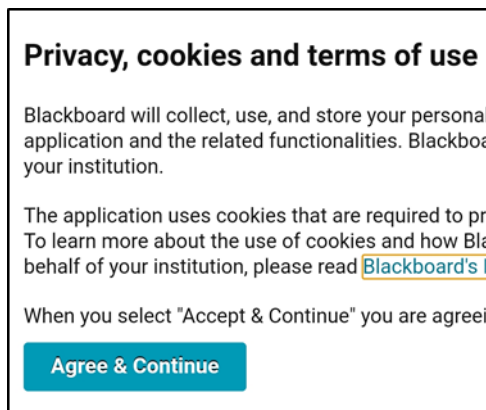 Privacy, cookies and terms of use
Blackboard will collect, use, and store your personal
application and the related functionalities. Blackboa
your institution.
The application uses cookies that are required to pr
To learn more about the use of cookies and how Bla
behalf of your institution, please read Blackboard's
When you select "Accept & Continue" you are agreei
Agree & Continue